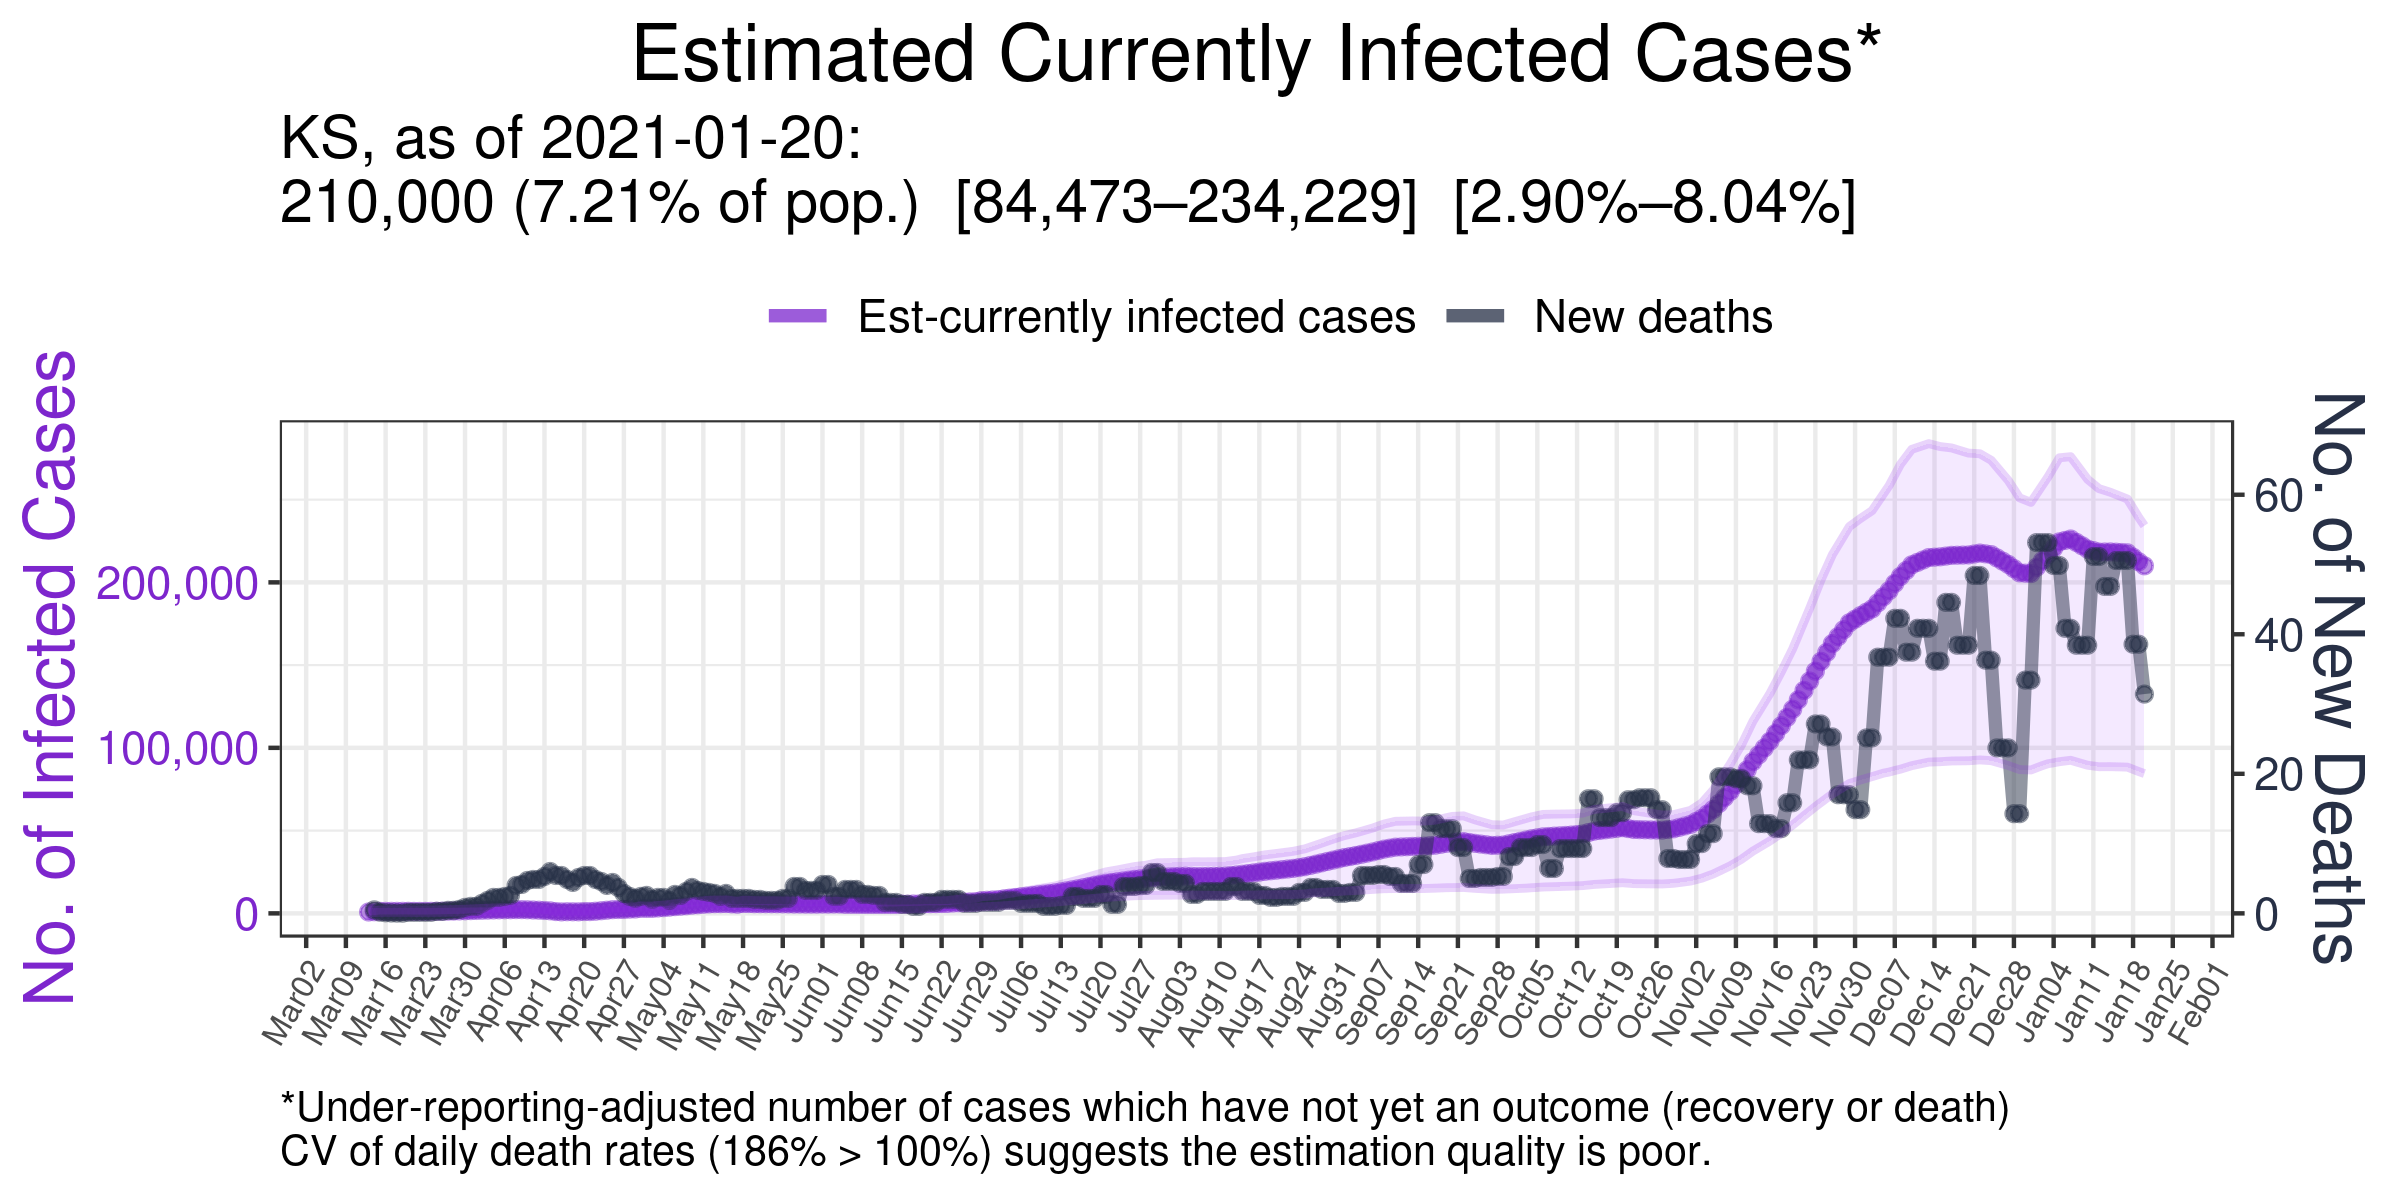 Estimated Currently Infected Cases*
KS, as of 2021-01-20:
210,000 (7.21% of pop.) [84,473–234,229] [2.90%–8.04%]
Est-currently infected cases New deaths
No. of Infected Cases
200,000
100,000
0
60
40
20
0
No. of New Deaths
Mar02 Mar09 Mar16 Mar23 Mar30 Apr06 Apr13 Apr20 Apr27 May04 May11 May18 May25 Jun01 Jun08 Jun15 Jun22 Jun29 Jul06 Jul13 Jul20 Jul27 Aug03 Aug10 Aug17 Aug24 Aug31 Sep07 Sep14 Sep21 Sep28 Oct05 Oct12 Oct19 Oct26 Nov02 Nov09 Nov16 Nov23 Nov30 Dec07 Dec14 Dec21 Dec28 Jan04 Jan11 Jan18 Jan25 Feb01
*Under-reporting-adjusted number of cases which have not yet an outcome (recovery or death)
CV of daily death rates (186% > 100%) suggests the estimation quality is poor.